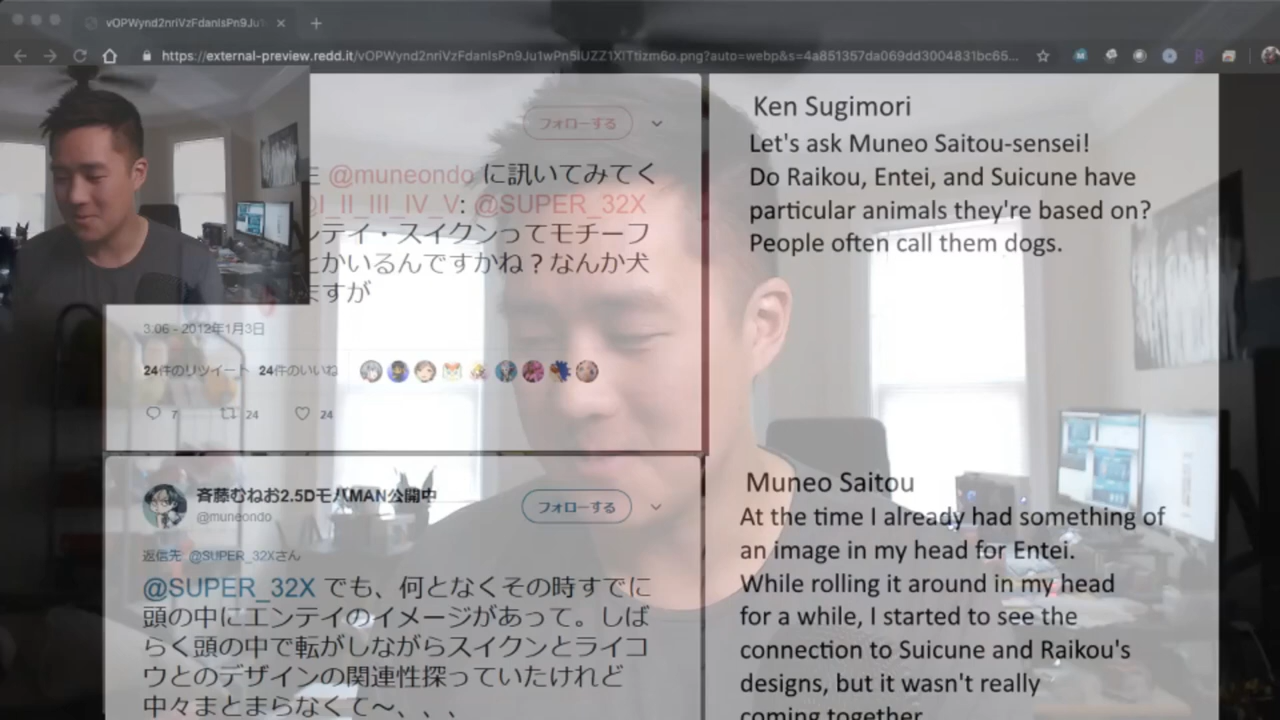 vOPWynd2nriVzFdanlsPn9Ju1
https://external-preview.redd.it/vOPWynd2nriVzFdanlsPn9Ju1wPn5lUZZ1XlTtizm6o.png?auto=webp&s=4a851357da069dd3004831bc65...
フォローする
@muneondo に訊いてみてく
I_II_III_IV_V: @SUPER_32X
ンテイ・スイクンってモチーフ
とかいるんですかね？なんか犬
ますが
3:06 - 2012年1月3日
24件のリツイート 24件のいいね
7 24 24
斉藤むねお2.5DモバMAN公開中
@muneondo
フォローする
返信先 @SUPER_32Xさん
@SUPER_32X でも、何となくその時すでに
頭の中にエンテイのイメージがあって。しば
らく頭の中で転がしながらスイクンとライコ
ウとのデザインの関連性探っていたけれど
中々まとまらなくて〜、、、
Ken Sugimori
Let's ask Muneo Saitou-sensei!
Do Raikou, Entei, and Suicune have
particular animals they're based on?
People often call them dogs.
Muneo Saitou
At the time I already had something of
an image in my head for Entei.
While rolling it around in my head
for a while, I started to see the
connection to Suicune and Raikou's
designs, but it wasn't really
coming together